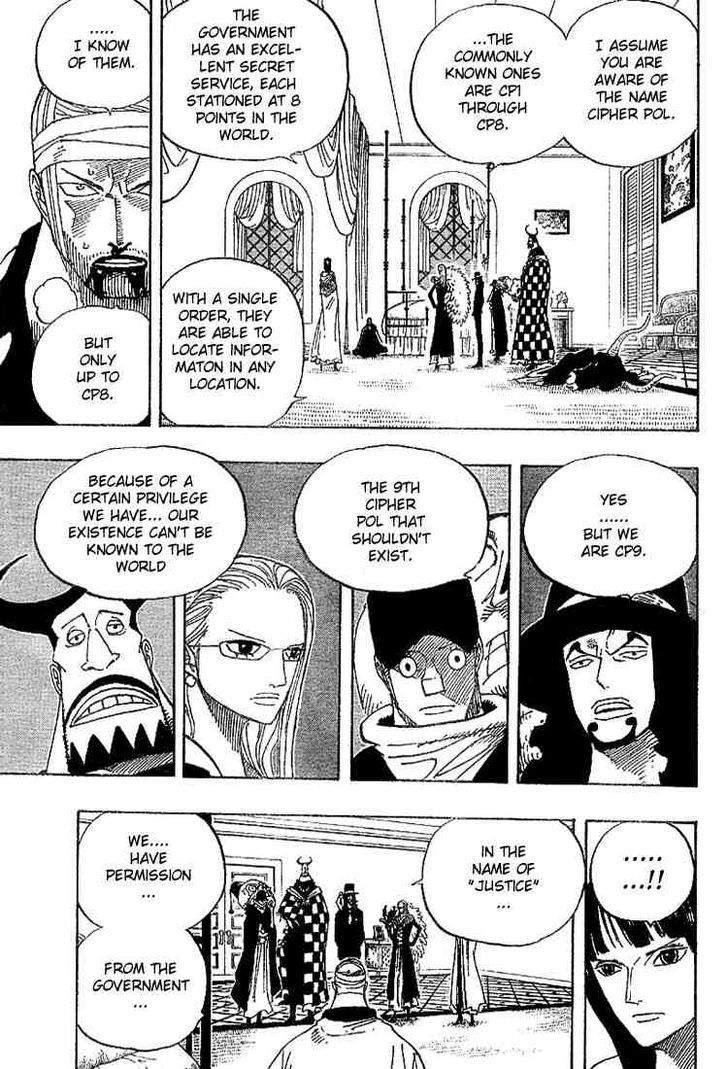 I ASSUME
YOU ARE
AWARE
OF THE NAME
CIPHER POL.
...THE
COMMONLY
KNOWN ONES
ARE CP1
THROUGH
CP8.
THE
GOVERNMENT
HAS AN EXCEL-
LENT SECRET
SERVICE, EACH
STATIONED AT 8
POINTS IN THE
WORLD.
WITH A SINGLE
ORDER, THEY
ARE ABLE TO
LOCATE INFOR-
MATON IN ANY
LOCATION.
.....
I KNOW
OF THEM.
BUT
ONLY
UP TO
CP8.
YES
......
BUT WE
ARE CP9.
THE 9TH
CIPHER
POL THAT
SHOULDN'T
EXIST.
BECAUSE OF A
CERTAIN PRIVILEGE
WE HAVE... OUR
EXISTENCE CAN'T BE
KNOWN TO THE
WORLD
.....
...!!
IN THE
NAME OF
"JUSTICE"
...
WE....
HAVE
PERMISSION
...
FROM THE
GOVERNMENT
...